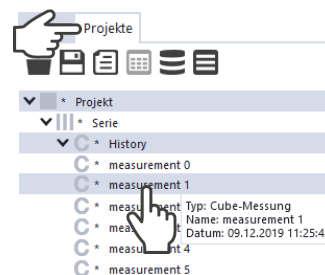 Projekte
* Projekt
* Serie
* History
* measurement 0
* measurement 1
Typ: Cube-Messung
Name: measurement 1
Datum: 09.12.2019 11:25:4
* measurement 4
* measurement 5